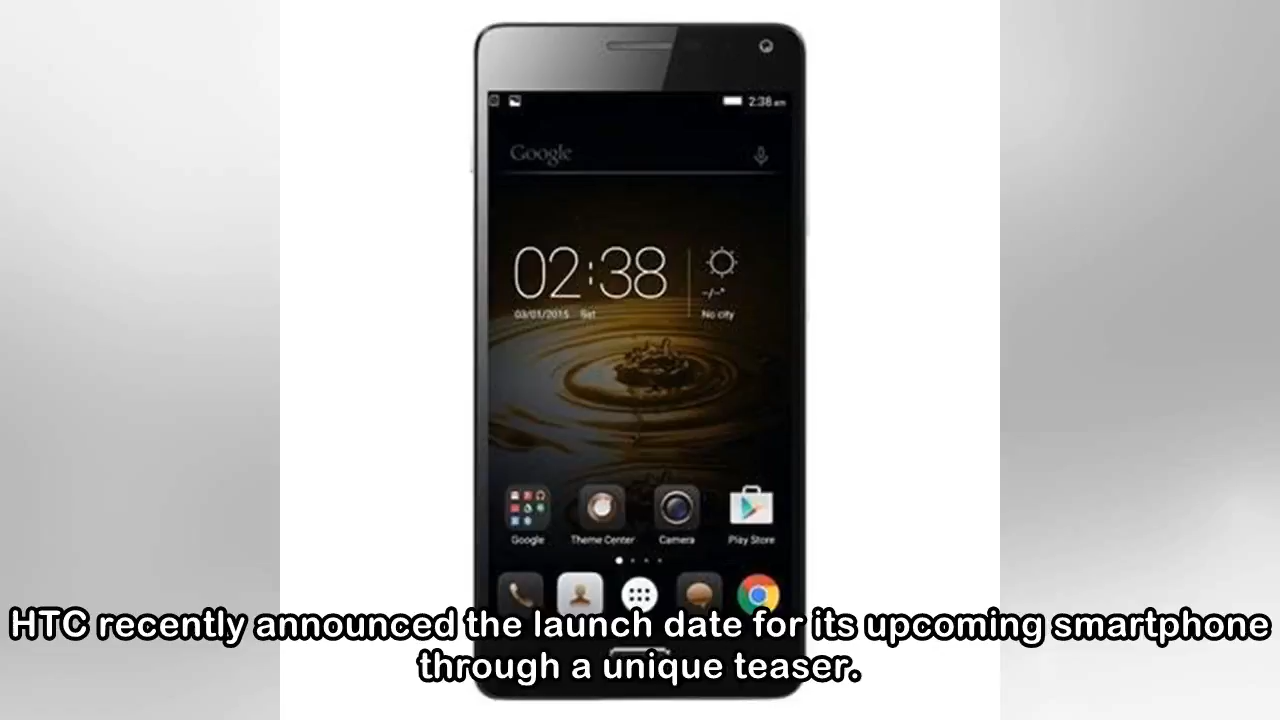 2:38 am
Google
02:38
03/01/2015 Sat
--/--°
No city
Google Theme Center Camera Play Store
HTC recently announced the launch date for its upcoming smartphone
through a unique teaser.